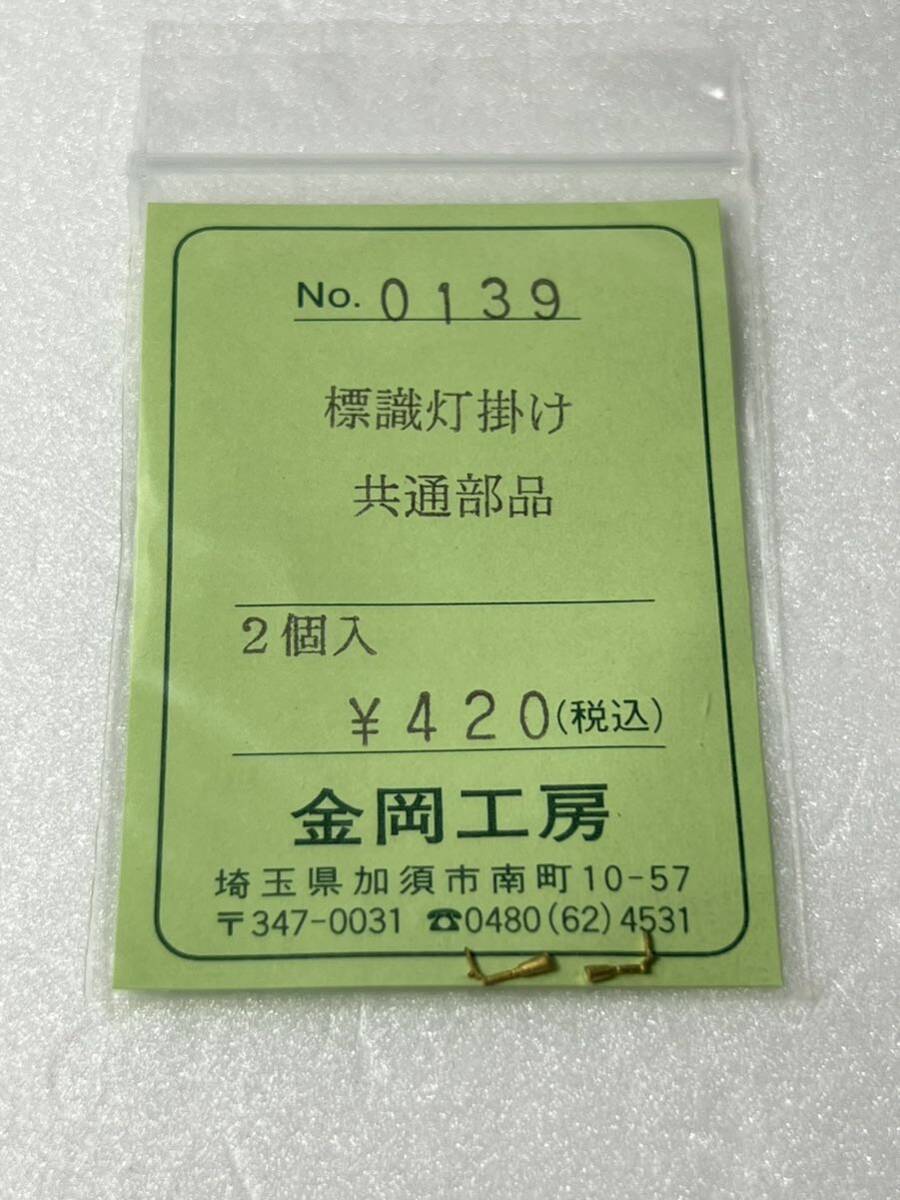 No. 0139
標識灯掛け
共通部品
2個入
¥420(税込)
金岡工房
埼玉県加須市南町10-57
〒347-0031 ☎0480(62)4531